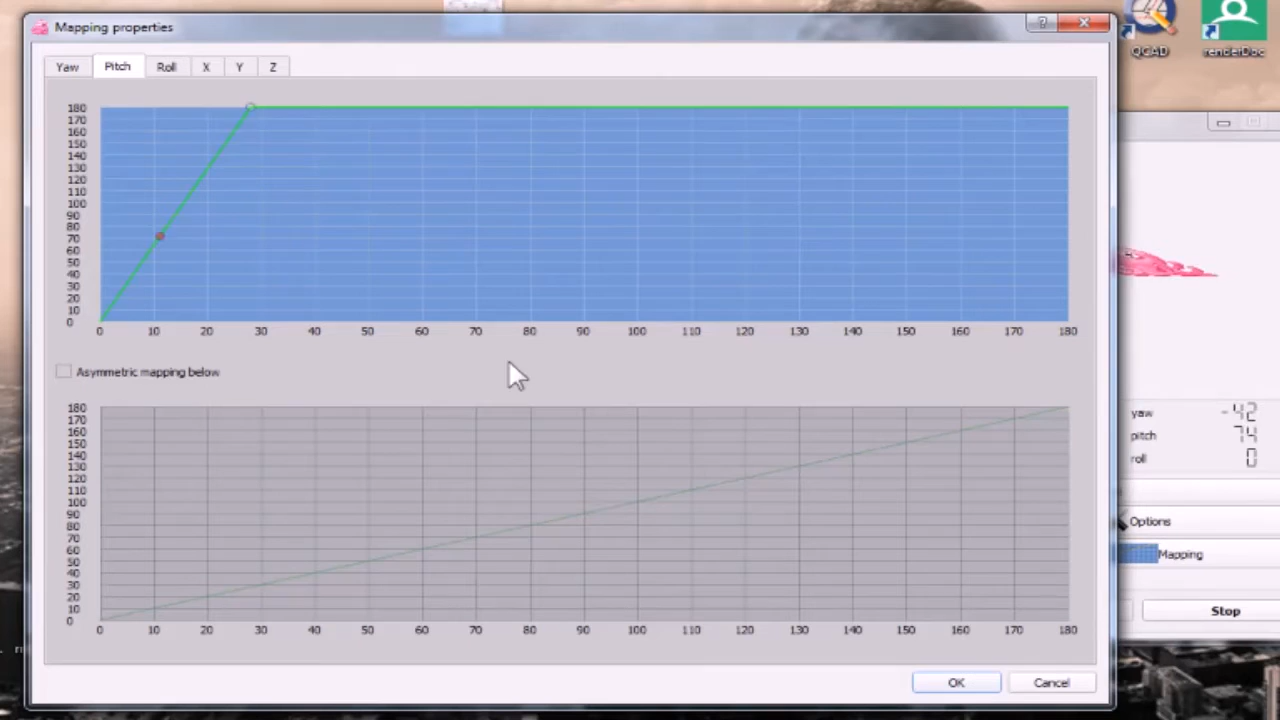 Mapping properties
QCAD
renderDoc
Yaw
Pitch
Roll
X
Y
Z
180
170
160
150
140
130
120
110
100
90
80
70
60
50
40
30
20
10
0
0 10 20 30 40 50 60 70 80 90 100 110 120 130 140 150 160 170 180
Asymmetric mapping below
180
170
160
150
140
130
120
110
100
90
80
70
60
50
40
30
20
10
0
0 10 20 30 40 50 60 70 80 90 100 110 120 130 140 150 160 170 180
OK
Cancel
yaw -42
pitch 74
roll 0
Options
Mapping
Stop